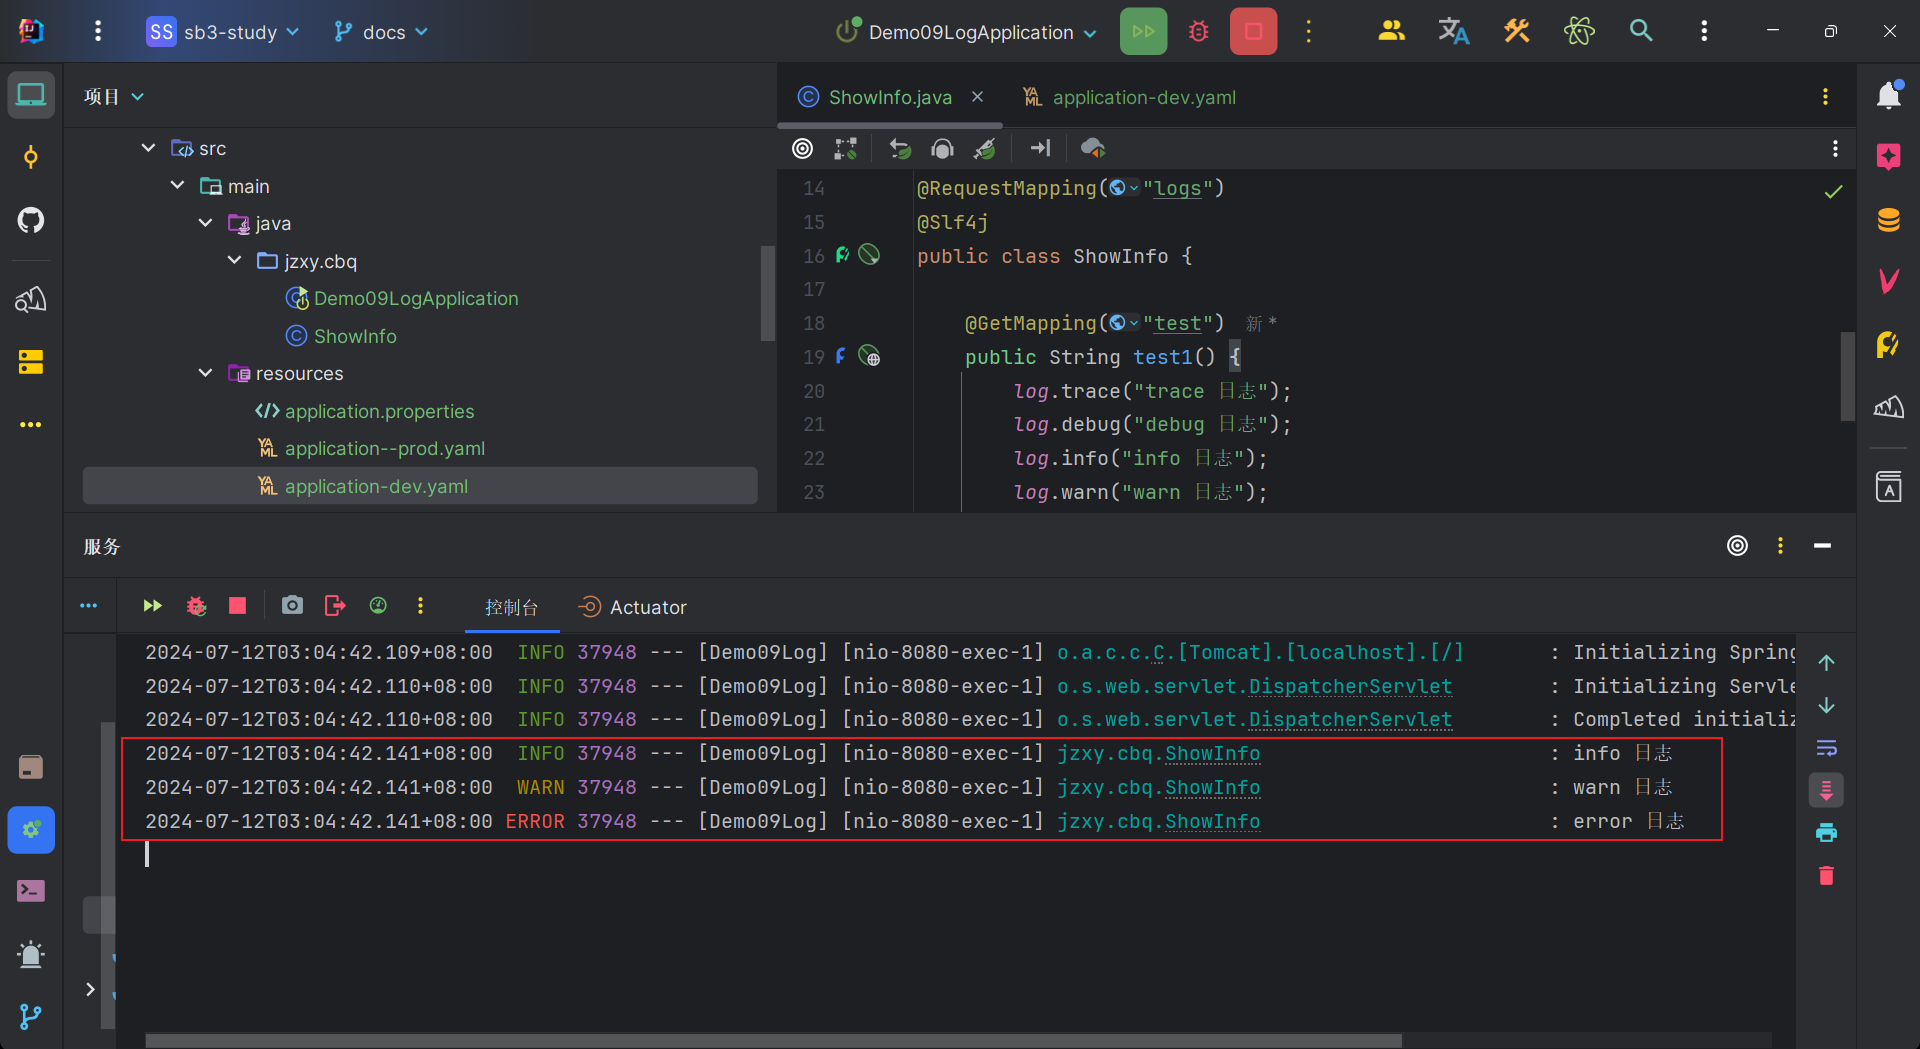 SS sb3-study docs Demo09LogApplication
项目
src
main
java
jzxy.cbq
Demo09LogApplication
ShowInfo
resources
application.properties
application--prod.yaml
application-dev.yaml
ShowInfo.java application-dev.yaml
14 @RequestMapping("logs")
15 @Slf4j
16 public class ShowInfo {
17
18 @GetMapping("test") 新 *
19 public String test1() {
20 log.trace("trace 日志");
21 log.debug("debug 日志");
22 log.info("info 日志");
23 log.warn("warn 日志");
服务
控制台 Actuator
2024-07-12T03:04:42.109+08:00 INFO 37948 --- [Demo09Log] [nio-8080-exec-1] o.a.c.c.C.[Tomcat].[localhost].[/] : Initializing Spring
2024-07-12T03:04:42.110+08:00 INFO 37948 --- [Demo09Log] [nio-8080-exec-1] o.s.web.servlet.DispatcherServlet : Initializing Servle
2024-07-12T03:04:42.110+08:00 INFO 37948 --- [Demo09Log] [nio-8080-exec-1] o.s.web.servlet.DispatcherServlet : Completed initializ
2024-07-12T03:04:42.141+08:00 INFO 37948 --- [Demo09Log] [nio-8080-exec-1] jzxy.cbq.ShowInfo : info 日志
2024-07-12T03:04:42.141+08:00 WARN 37948 --- [Demo09Log] [nio-8080-exec-1] jzxy.cbq.ShowInfo : warn 日志
2024-07-12T03:04:42.141+08:00 ERROR 37948 --- [Demo09Log] [nio-8080-exec-1] jzxy.cbq.ShowInfo : error 日志